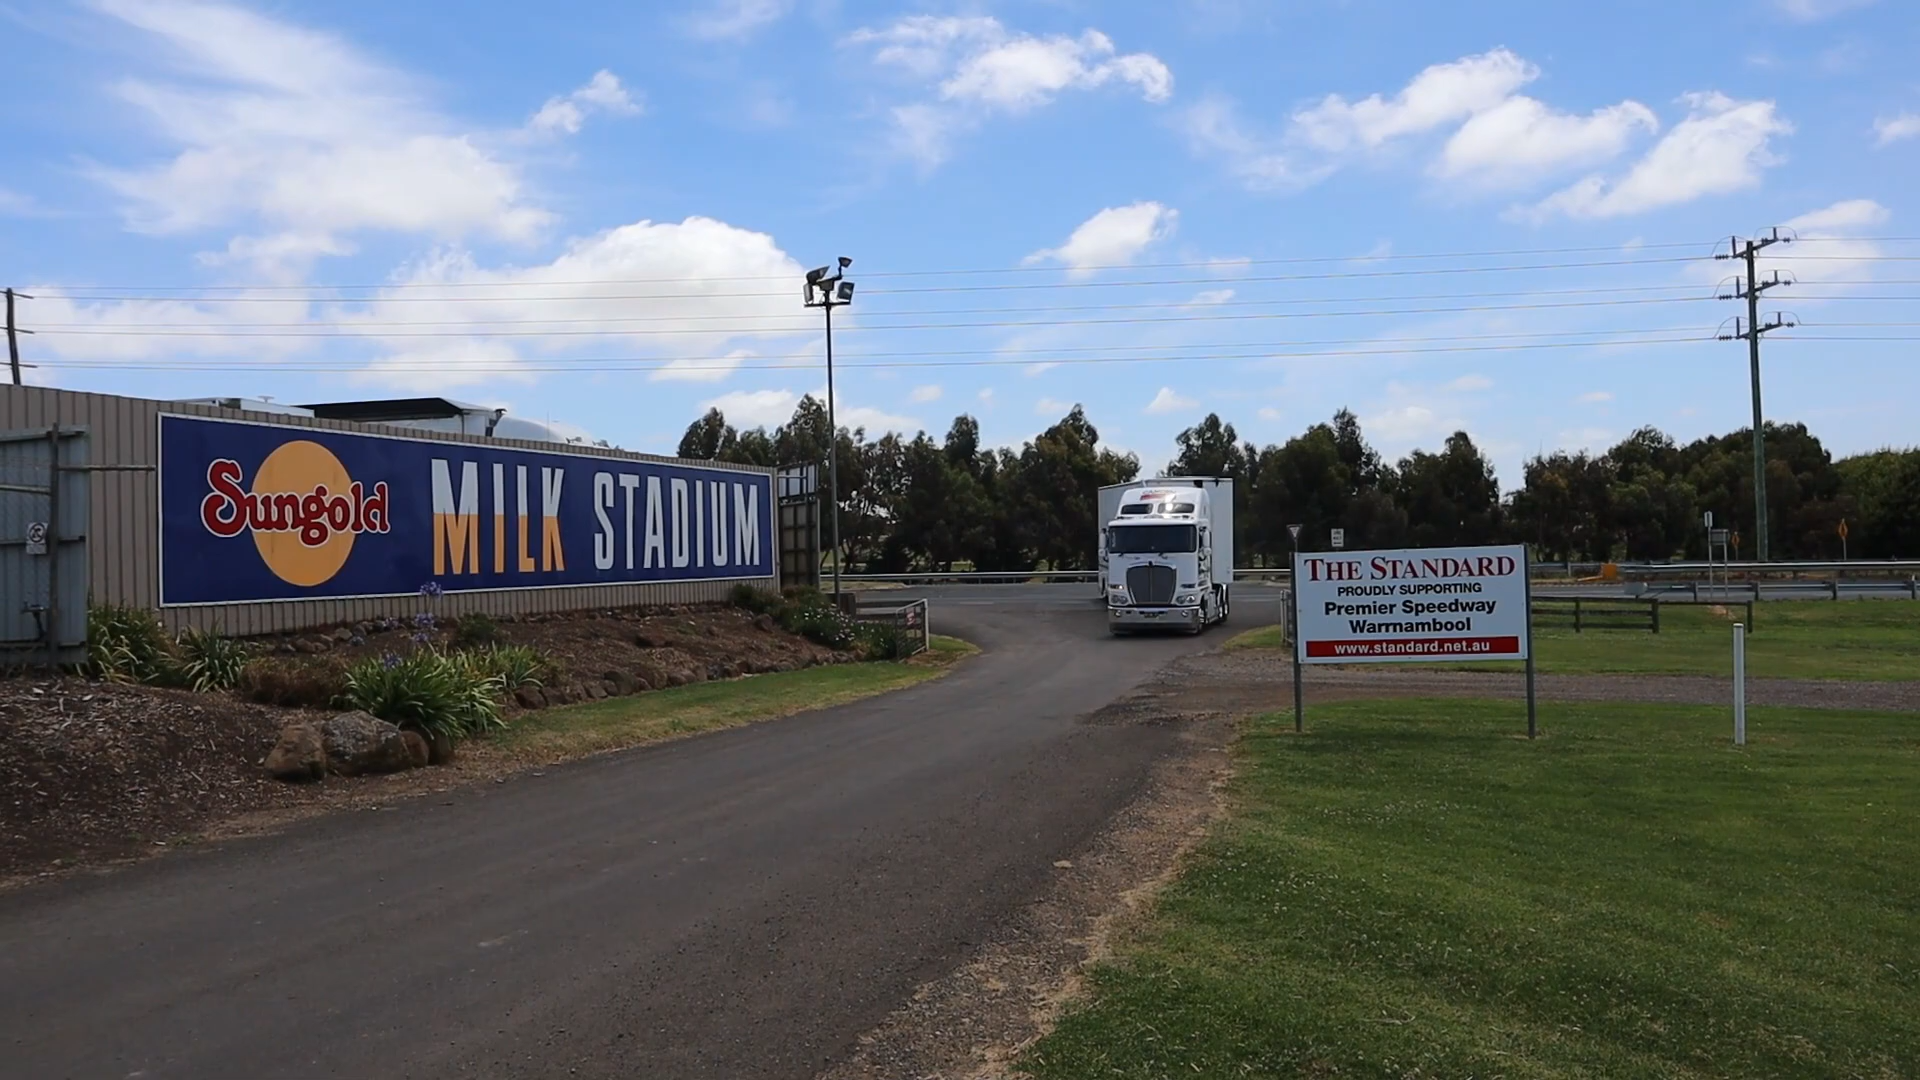 Sungold
MILK STADIUM
THE STANDARD
PROUDLY SUPPORTING
Premier Speedway
Warrnambool
www.standard.net.au